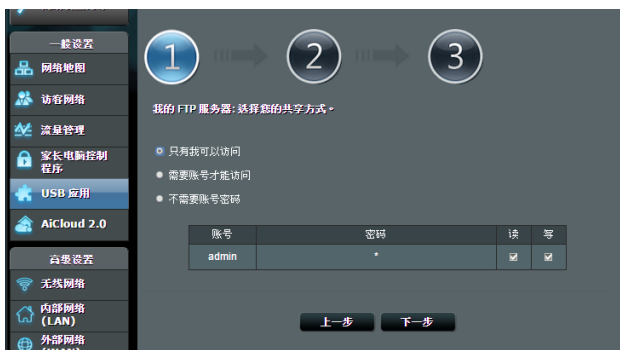 一般设置
网络地图
访客网络
流量管理
家长电脑控制
程序
USB 应用
AiCloud 2.0
高级设置
无线网络
内部网络
(LAN)
外部网络
1 2 3
我的 FTP 服务器: 选择您的共享方式。
只有我可以访问
需要账号才能访问
不需要账号密码
账号 密码 读 写
admin *
上一步 下一步